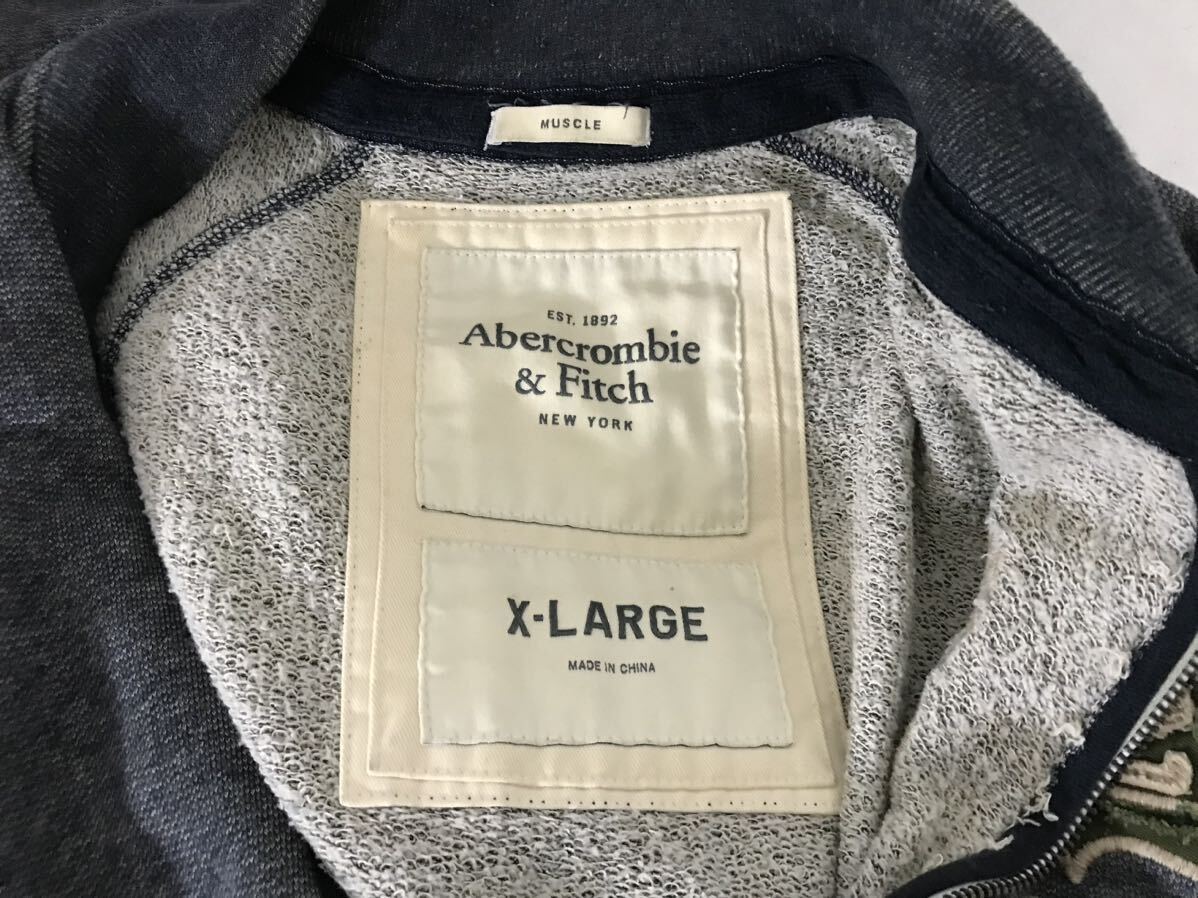 MUSCLE
EST. 1892
Abercrombie
& Fitch
NEW YORK
X-LARGE
MADE IN CHINA